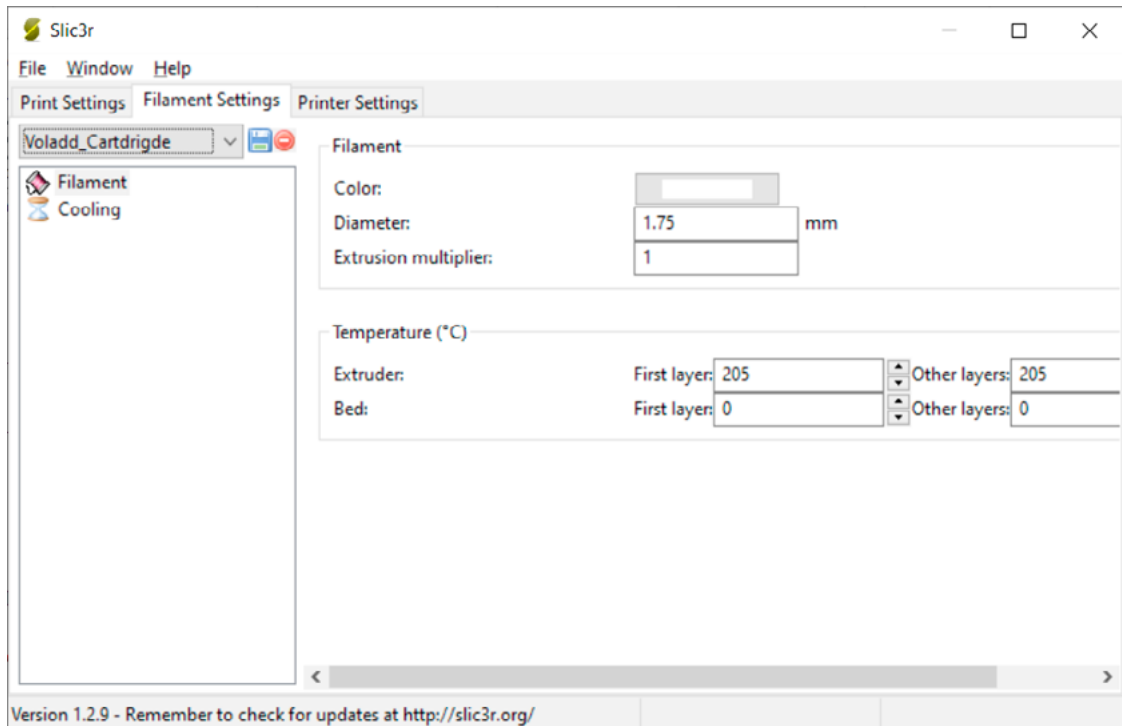 Slic3r
File Window Help
Print Settings Filament Settings Printer Settings
Voladd_Cartdrigde
Filament
Cooling
Filament
Color:
Diameter: 1.75 mm
Extrusion multiplier: 1
Temperature (°C)
Extruder: First layer: 205 Other layers: 205
Bed: First layer: 0 Other layers: 0
Version 1.2.9 - Remember to check for updates at http://slic3r.org/